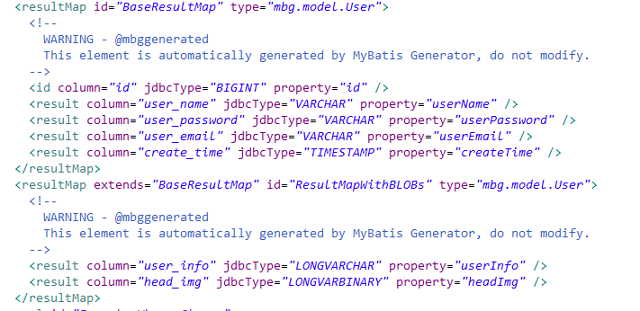 <resultMap id="BaseResultMap" type="mbg.model.User">
<!--
WARNING - @mbggenerated
This element is automatically generated by MyBatis Generator, do not modify.
-->
<id column="id" jdbcType="BIGINT" property="id" />
<result column="user_name" jdbcType="VARCHAR" property="userName" />
<result column="user_password" jdbcType="VARCHAR" property="userPassword" />
<result column="user_email" jdbcType="VARCHAR" property="userEmail" />
<result column="create_time" jdbcType="TIMESTAMP" property="createTime" />
</resultMap>
<resultMap extends="BaseResultMap" id="ResultMapWithBLOBs" type="mbg.model.User">
<!--
WARNING - @mbggenerated
This element is automatically generated by MyBatis Generator, do not modify.
-->
<result column="user_info" jdbcType="LONGVARCHAR" property="userInfo" />
<result column="head_img" jdbcType="LONGVARBINARY" property="headImg" />
</resultMap>